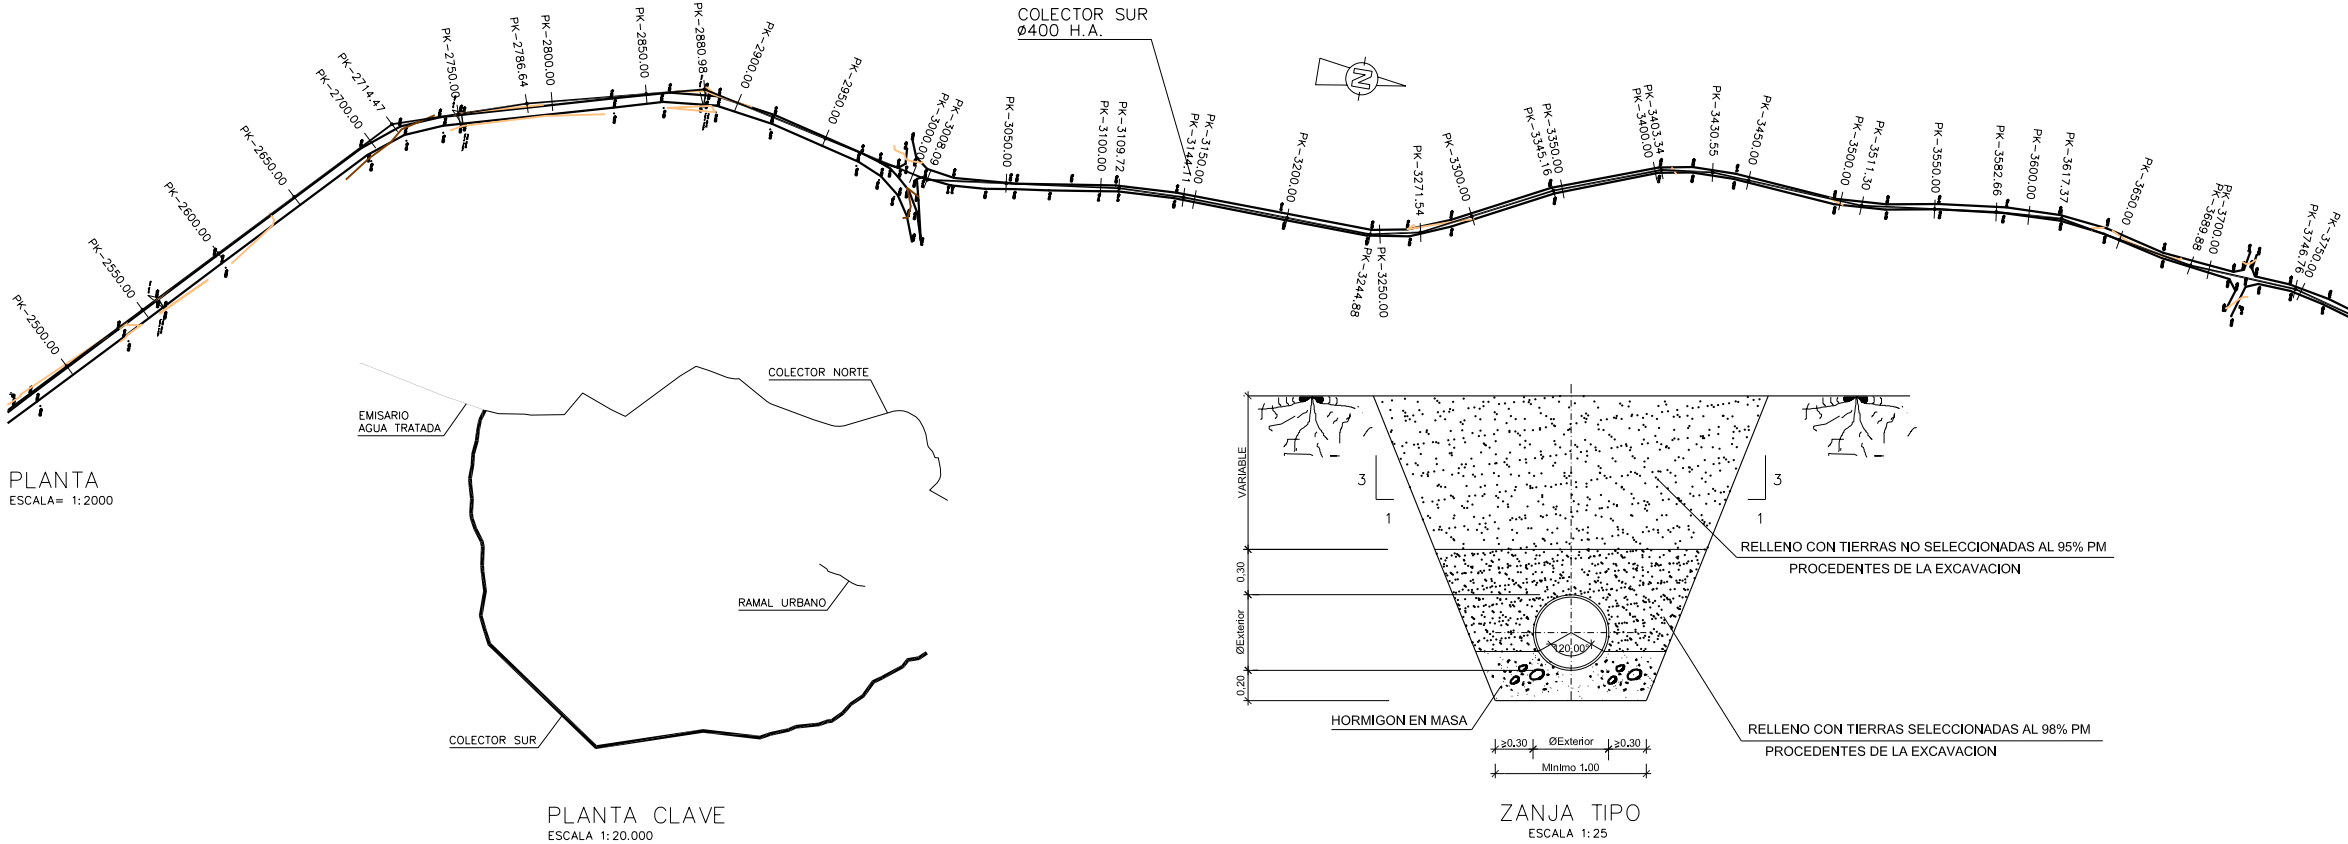 COLECTOR SUR
Ø400 H.A.
N
PK-2500.00
PK-2550.00
PK-2600.00
PK-2650.00
PK-2700.00
PK-2714.47
PK-2750.00
PK-2786.64
PK-2800.00
PK-2850.00
PK-2880.98
PK-2900.00
PK-2950.00
PK-3000.00
PK-3008.09
PK-3050.00
PK-3100.00
PK-3109.72
PK-3144.71
PK-3150.00
PK-3200.00
PK-3244.88
PK-3250.00
PK-3271.54
PK-3300.00
PK-3345.16
PK-3350.00
PK-3400.00
PK-3403.34
PK-3430.55
PK-3450.00
PK-3500.00
PK-3511.30
PK-3550.00
PK-3582.66
PK-3600.00
PK-3617.37
PK-3650.00
PK-3689.88
PK-3700.00
PK-3746.76
PK-3750.00
PLANTA
ESCALA= 1:2000
EMISARIO
AGUA TRATADA
COLECTOR NORTE
RAMAL URBANO
COLECTOR SUR
PLANTA CLAVE
ESCALA 1:20.000
VARIABLE
0.30
ØExterior
0.20
3
1
3
1
120.00°
RELLENO CON TIERRAS NO SELECCIONADAS AL 95% PM
PROCEDENTES DE LA EXCAVACION
HORMIGON EN MASA
RELLENO CON TIERRAS SELECCIONADAS AL 98% PM
PROCEDENTES DE LA EXCAVACION
≥0.30 ØExterior ≥0.30
Mínimo 1.00
ZANJA TIPO
ESCALA 1:25